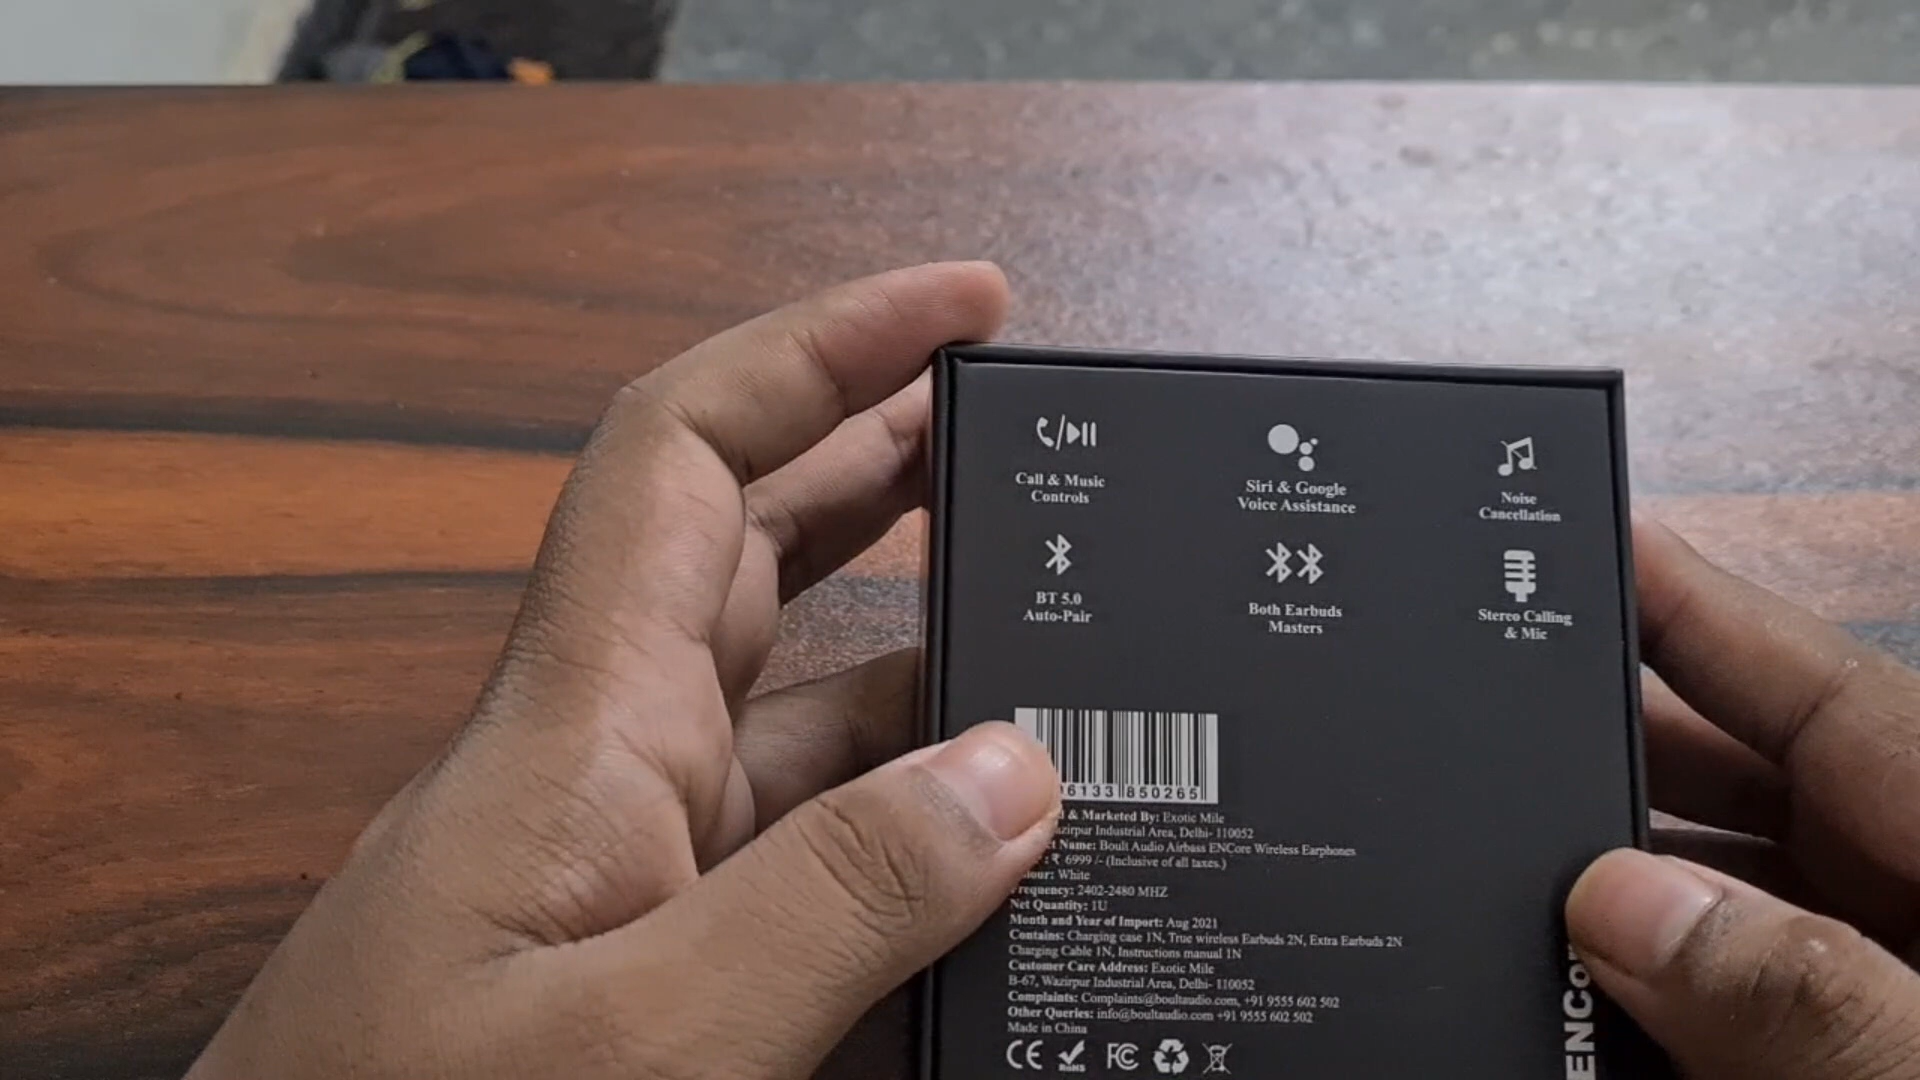 Call & Music
Controls
Siri & Google
Voice Assistance
Noise
Cancellation
BT 5.0
Auto-Pair
Both Earbuds
Masters
Stereo Calling
& Mic
6133 850265
& Marketed By: Exotic Mile
Industrial Area, Delhi- 110052
Name: Boult Audio Airbass ENCore Wireless Earphones
: ₹ 6999 /- (Inclusive of all taxes.)
White
Frequency: 2402-2480 MHZ
Net Quantity: 1U
Month and Year of Import: Aug 2021
Contains: Charging case 1N, True wireless Earbuds 2N, Extra Earbuds 2N
Charging Cable 1N, Instructions manual 1N
Customer Care Address: Exotic Mile
B-67, Wazirpur Industrial Area, Delhi- 110052
Complaints: Complaints@boultaudio.com, +91 9555 602 502
Other Queries: info@boultaudio.com +91 9555 602 502
Made in China
CE RoHS FC
ENCo